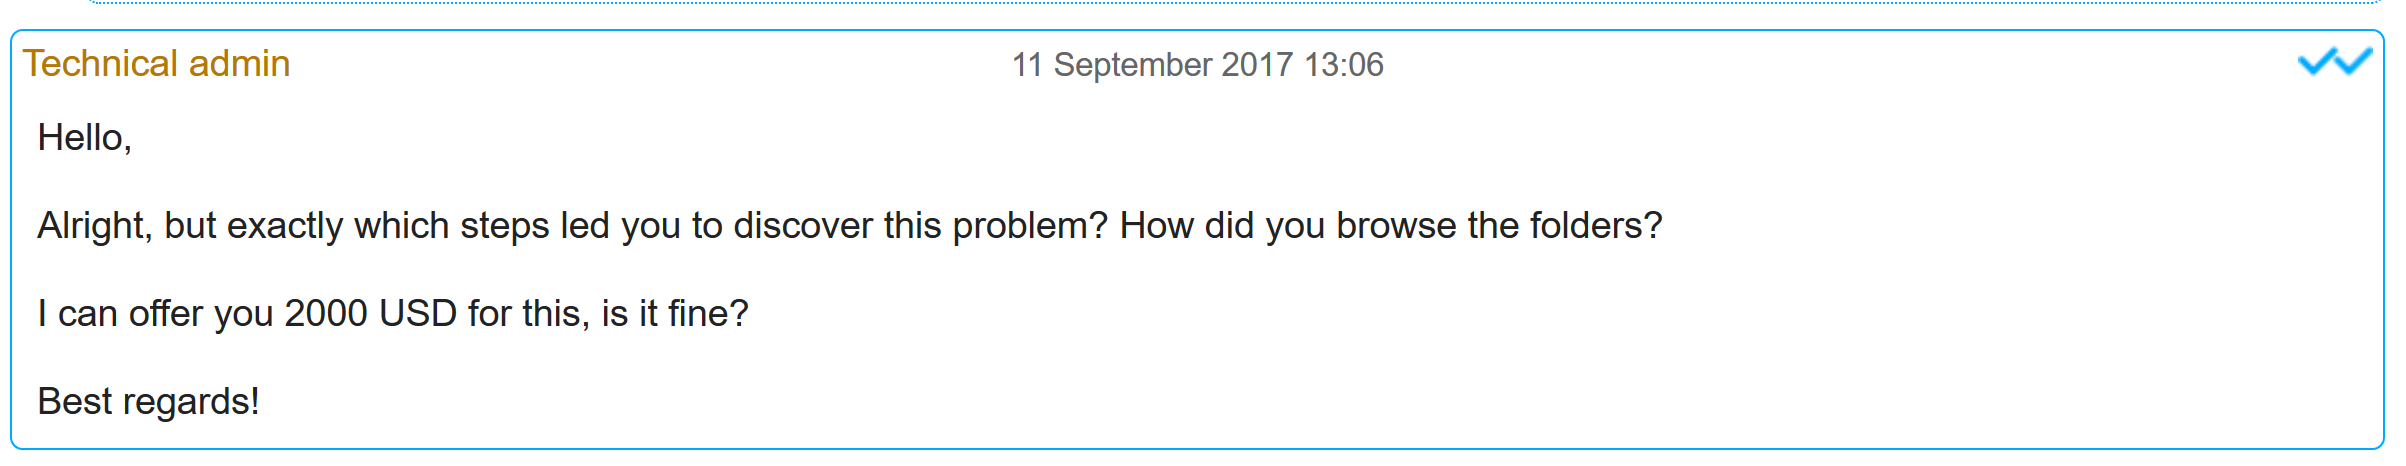 Technical admin 11 September 2017 13:06
Hello,
Alright, but exactly which steps led you to discover this problem? How did you browse the folders?
I can offer you 2000 USD for this, is it fine?
Best regards!